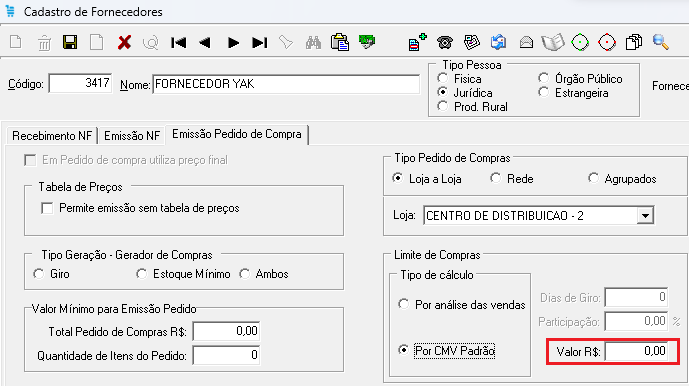 Cadastro de Fornecedores
Tipo Pessoa
Código: 3417 Nome: FORNECEDOR YAK
Fisica Órgão Público
Jurídica Estrangeira
Prod. Rural
Fornece
Recebimento NF Emissão NF Emissão Pedido de Compra
Em Pedido de compra utiliza preço final
Tabela de Preços
Permite emissão sem tabela de preços
Tipo Geração - Gerador de Compras
Giro Estoque Mínimo Ambos
Valor Mínimo para Emissão Pedido
Total Pedido de Compras R$: 0,00
Quantidade de Itens do Pedido: 0
Tipo Pedido de Compras
Loja a Loja Rede Agrupados
Loja: CENTRO DE DISTRIBUICAO - 2
Limite de Compras
Tipo de cálculo
Por análise das vendas
Por CMV Padrão
Dias de Giro: 0
Participação: 0,00 %
Valor R$: 0,00